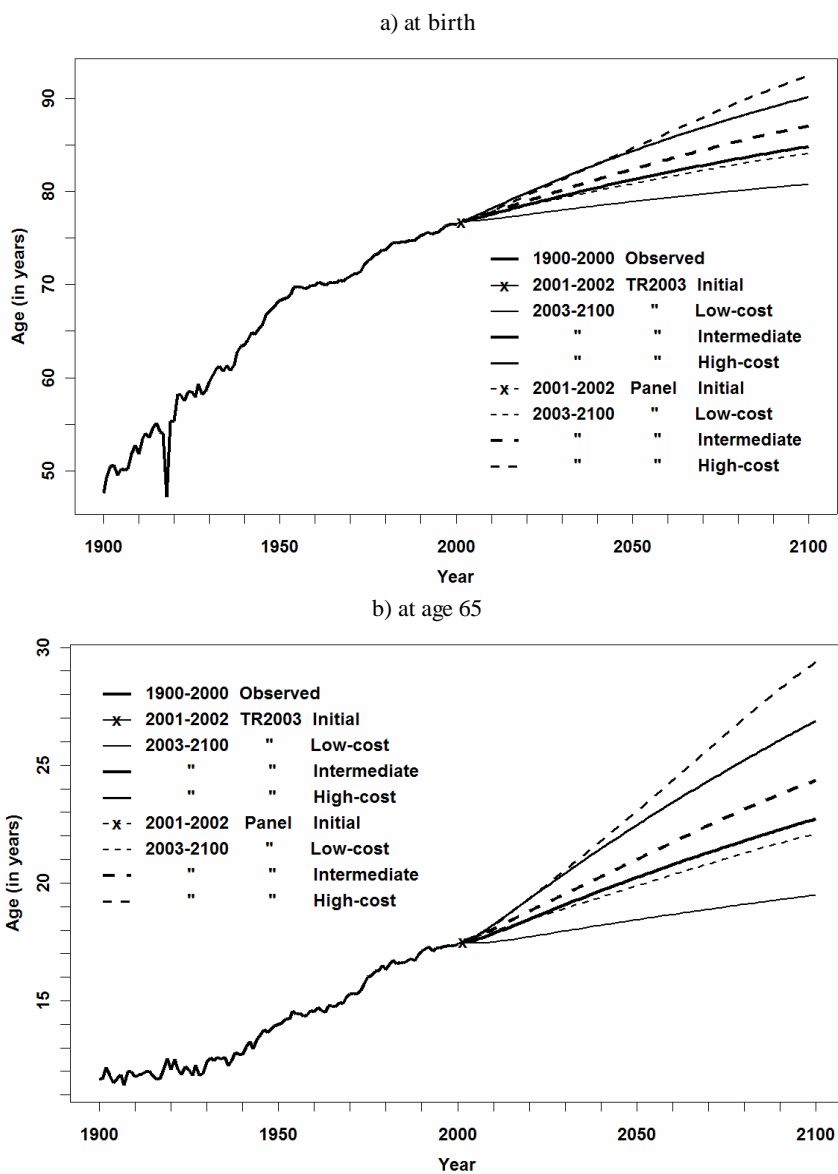 a) at birth
90
80
70
60
50
Age (in years)
1900-2000 Observed
x 2001-2002 TR2003 Initial
2003-2100 " Low-cost
" " Intermediate
" " High-cost
x 2001-2002 Panel Initial
2003-2100 " Low-cost
" " Intermediate
" " High-cost
1900 1950 2000 2050 2100
Year
b) at age 65
30
25
20
15
Age (in years)
1900-2000 Observed
x 2001-2002 TR2003 Initial
2003-2100 " Low-cost
" " Intermediate
" " High-cost
x 2001-2002 Panel Initial
2003-2100 " Low-cost
" " Intermediate
" " High-cost
1900 1950 2000 2050 2100
Year